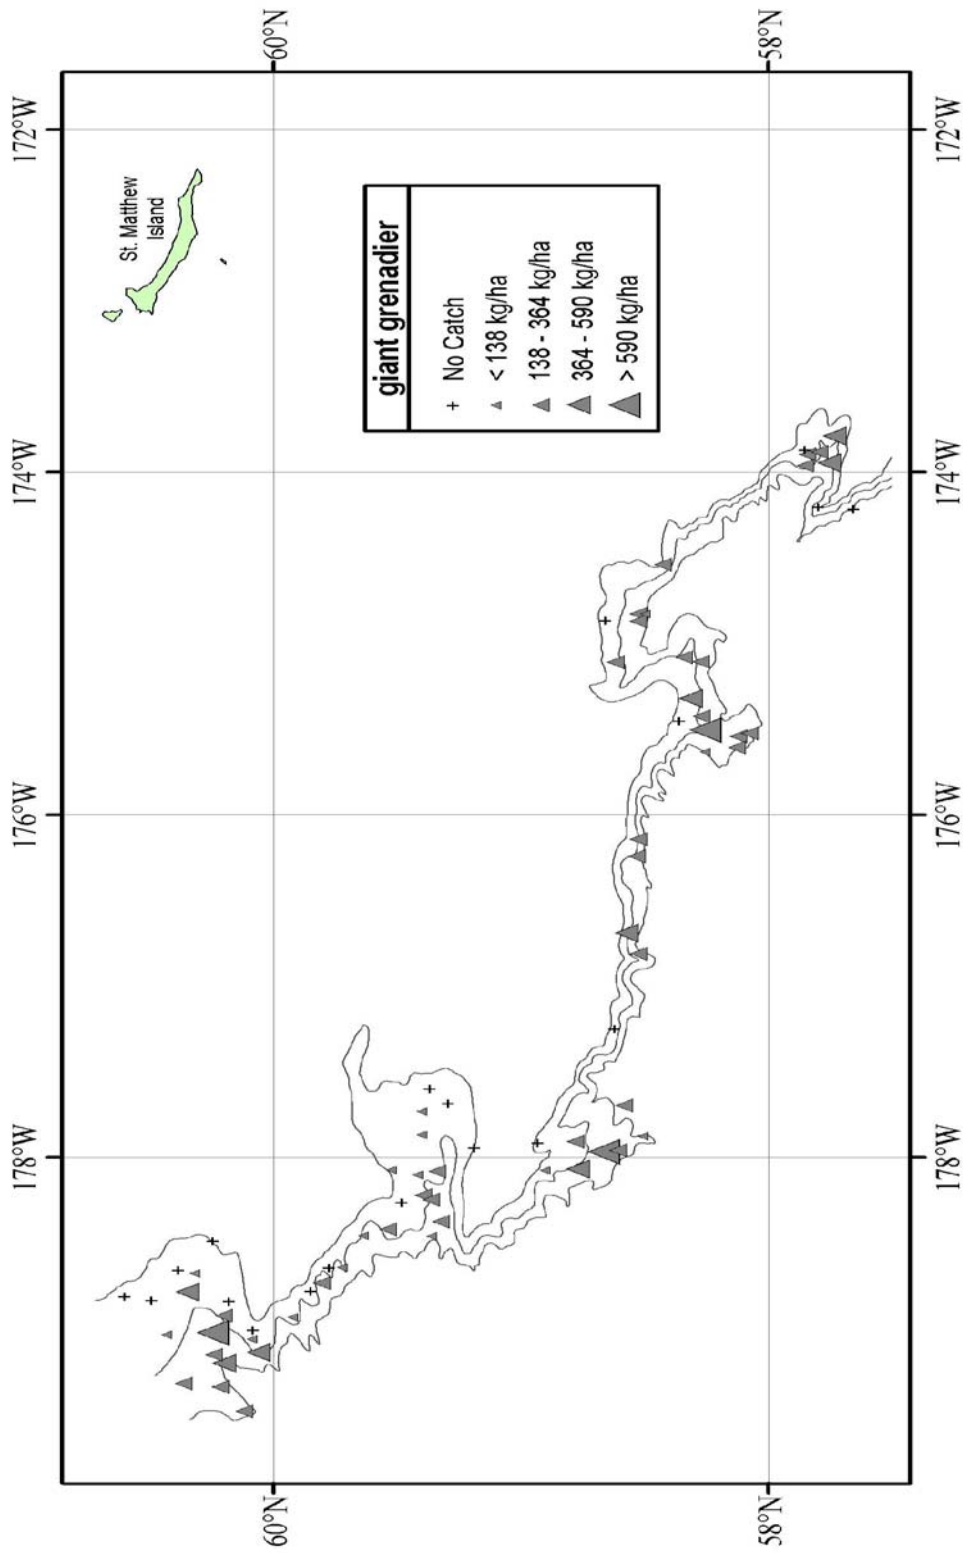 178°W
176°W
174°W
172°W
60°N
60°N
St. Matthew
Island
giant grenadier
+ No Catch
< 138 kg/ha
138 - 364 kg/ha
364 - 590 kg/ha
> 590 kg/ha
58°N
58°N
178°W
176°W
174°W
172°W